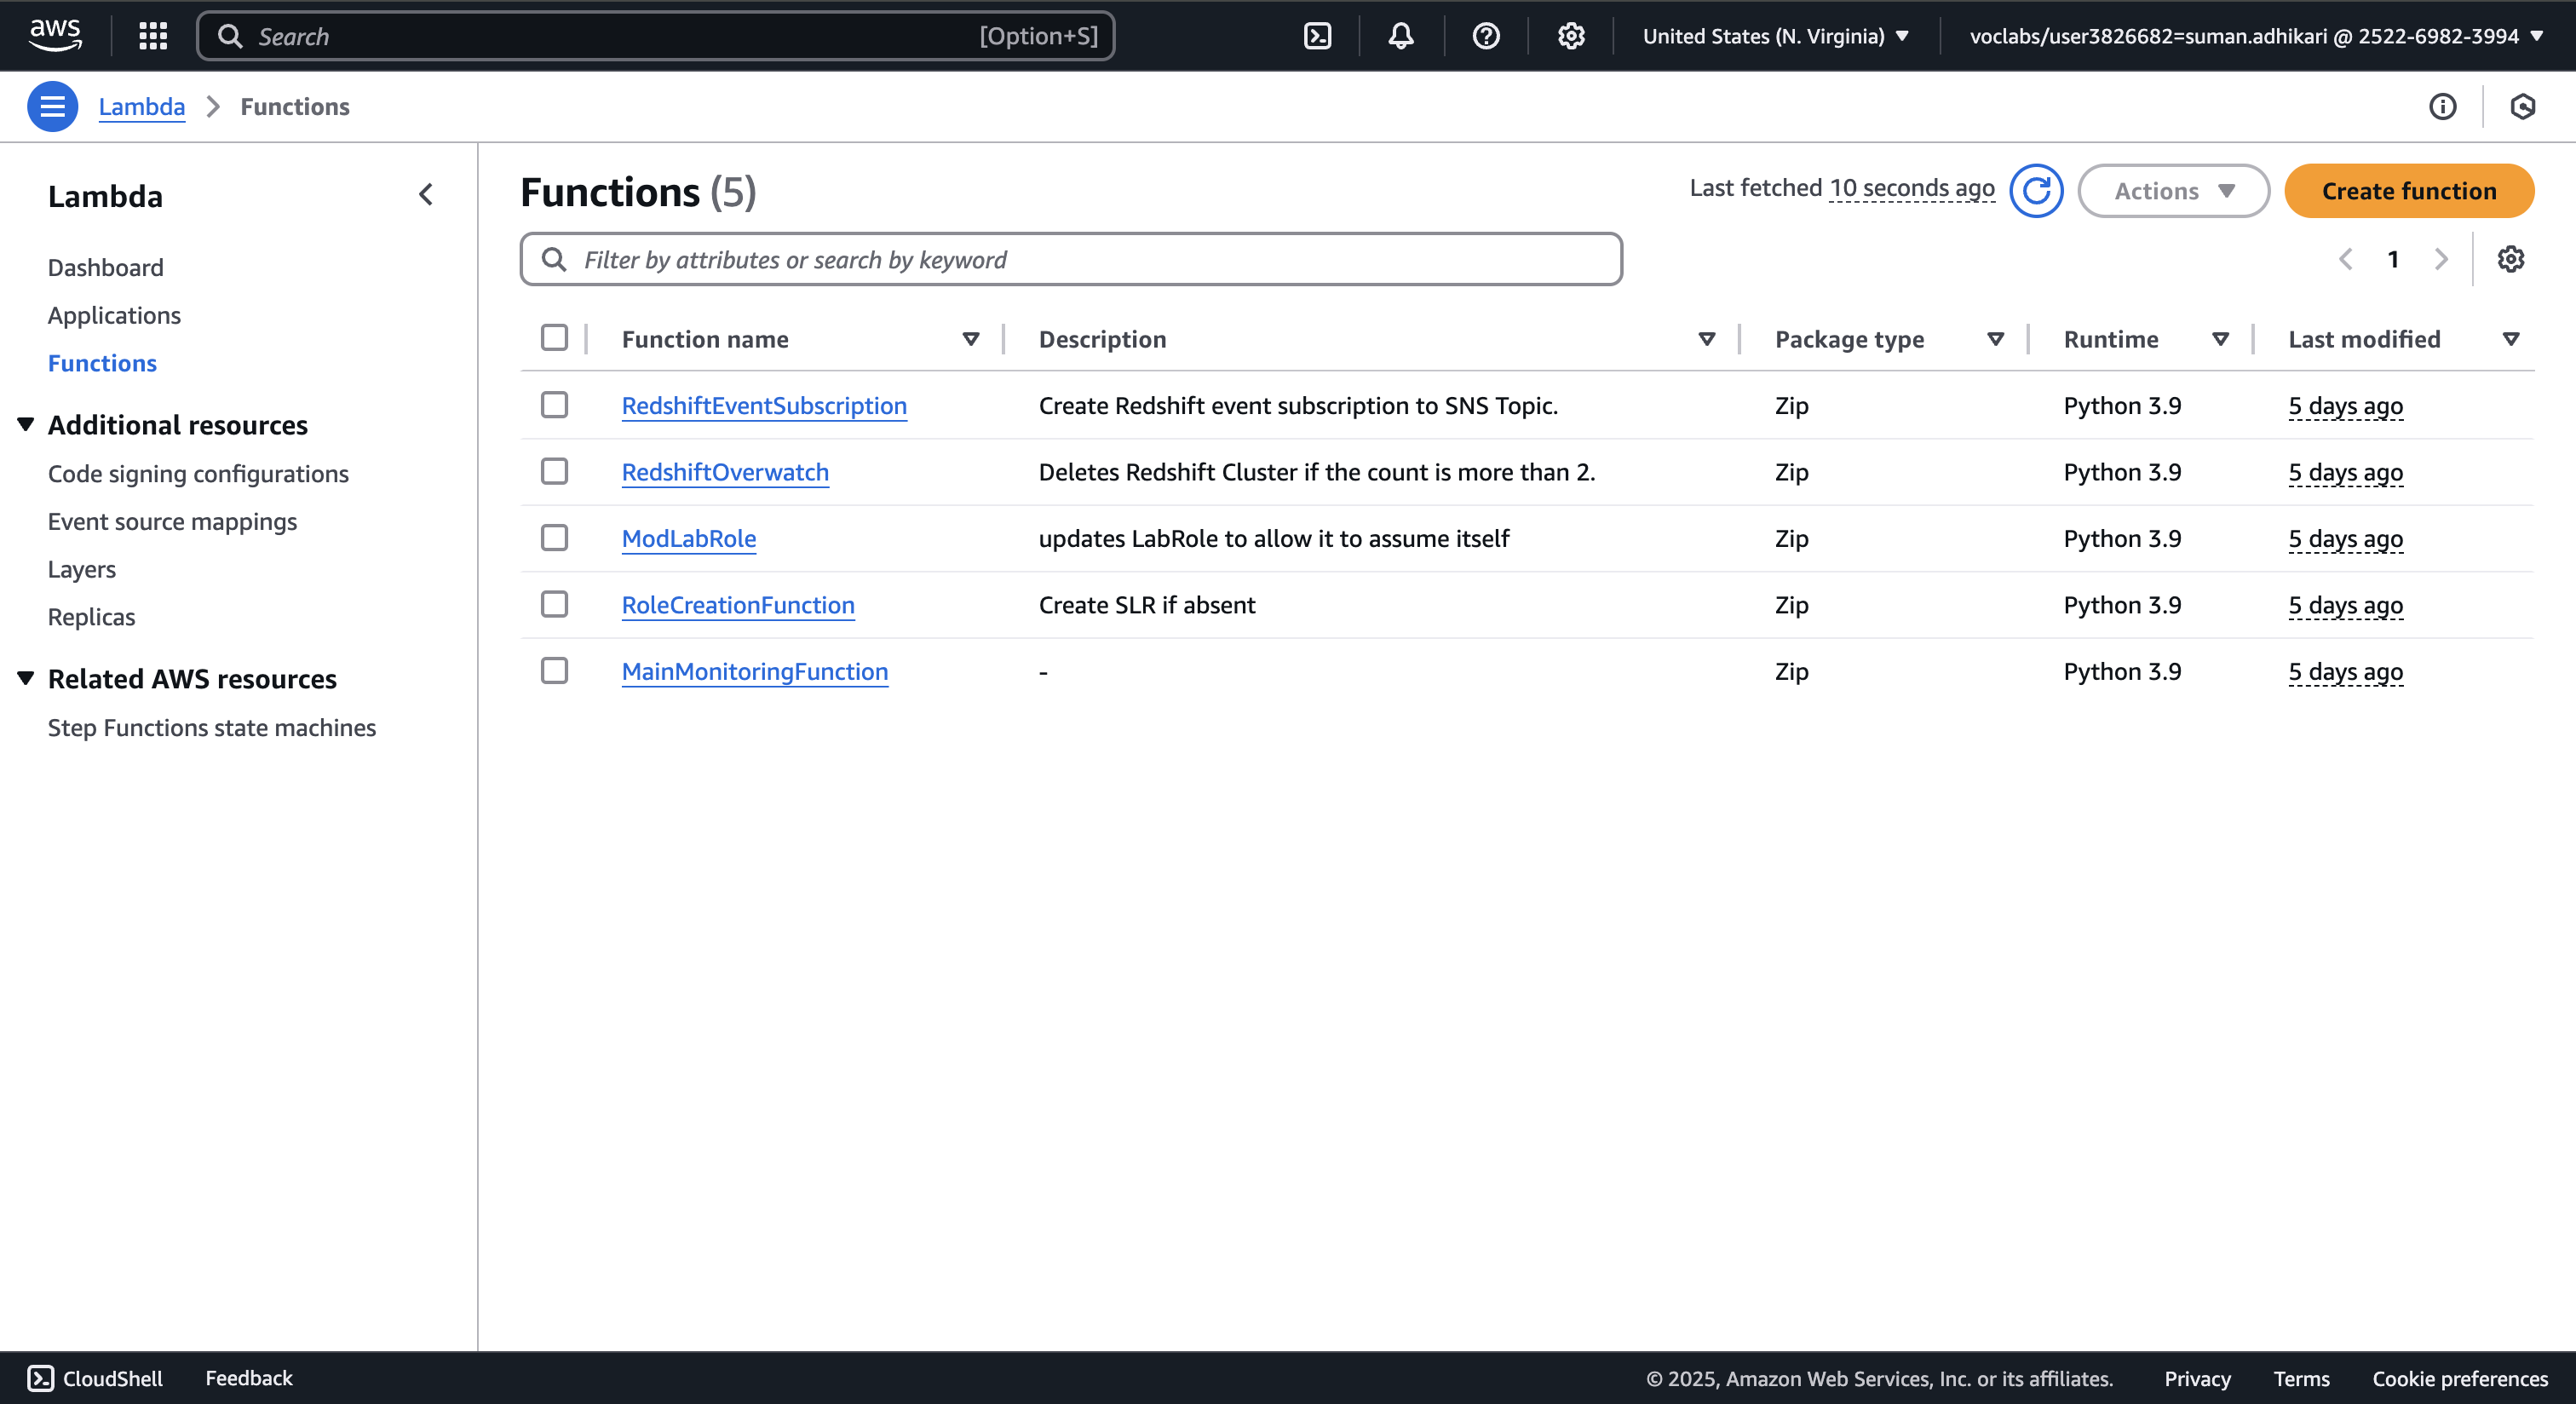 aws
Search [Option+S]
United States (N. Virginia)
voclabs/user3826682=suman.adhikari @ 2522-6982-3994
Lambda
Functions
Lambda
Dashboard
Applications
Functions
Additional resources
Code signing configurations
Event source mappings
Layers
Replicas
Related AWS resources
Step Functions state machines
Functions (5)
Last fetched 10 seconds ago
Actions
Create function
Filter by attributes or search by keyword
1
Function name Description Package type Runtime Last modified
RedshiftEventSubscription Create Redshift event subscription to SNS Topic. Zip Python 3.9 5 days ago
RedshiftOverwatch Deletes Redshift Cluster if the count is more than 2. Zip Python 3.9 5 days ago
ModLabRole updates LabRole to allow it to assume itself Zip Python 3.9 5 days ago
RoleCreationFunction Create SLR if absent Zip Python 3.9 5 days ago
MainMonitoringFunction - Zip Python 3.9 5 days ago
CloudShell Feedback © 2025, Amazon Web Services, Inc. or its affiliates. Privacy Terms Cookie preferences